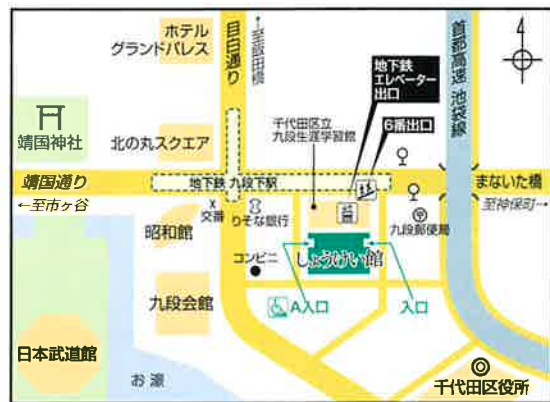 ホテル
グランドパレス
目白通り
←至飯田橋
地下鉄
エレベーター
出口
首都高速 池袋線
4
千代田区立
九段生涯学習館
6番出口
靖国神社
北の丸スクエア
靖国通り
地下鉄 九段下駅
まないた橋
←至市ヶ谷
至神保町→
昭和館
X
交番
りそな銀行
九段郵便局
コンビニ
しょうけい館
九段会館
A入口
入口
日本武道館
お濠
千代田区役所